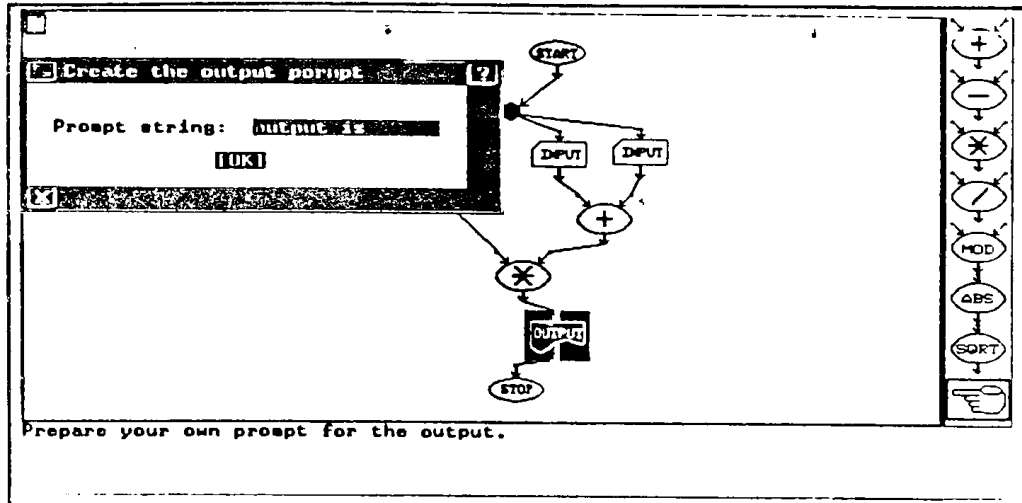 Create the output pormpt
?
Prompt string: output is
[OK]
X
START
INPUT INPUT
+
*
OUTPUT
STOP
+
−
*
/
MOD
ABS
SQRT
Prepare your own prompt for the output.